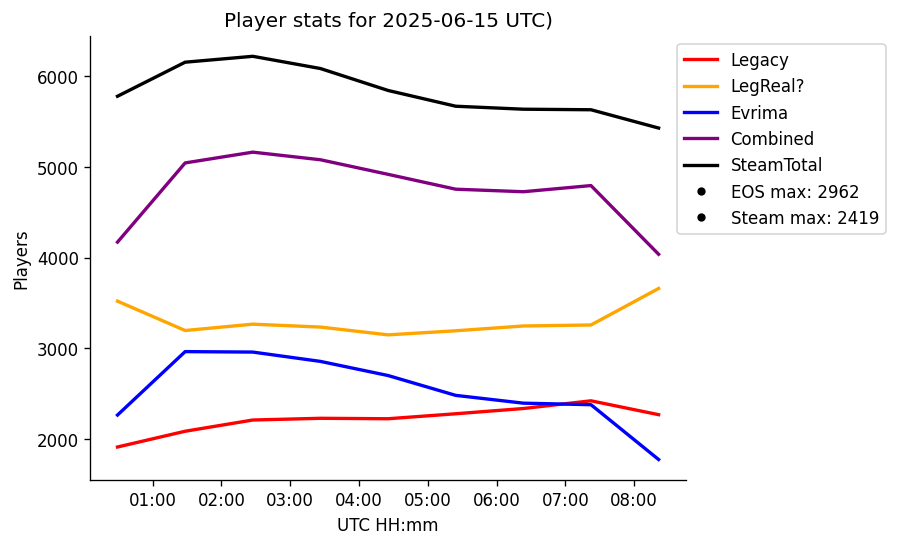 Player stats for 2025-06-15 UTC)
Legacy
LegReal?
Evrima
Combined
SteamTotal
EOS max: 2962
Steam max: 2419
Players
6000
5000
4000
3000
2000
01:00 02:00 03:00 04:00 05:00 06:00 07:00 08:00
UTC HH:mm